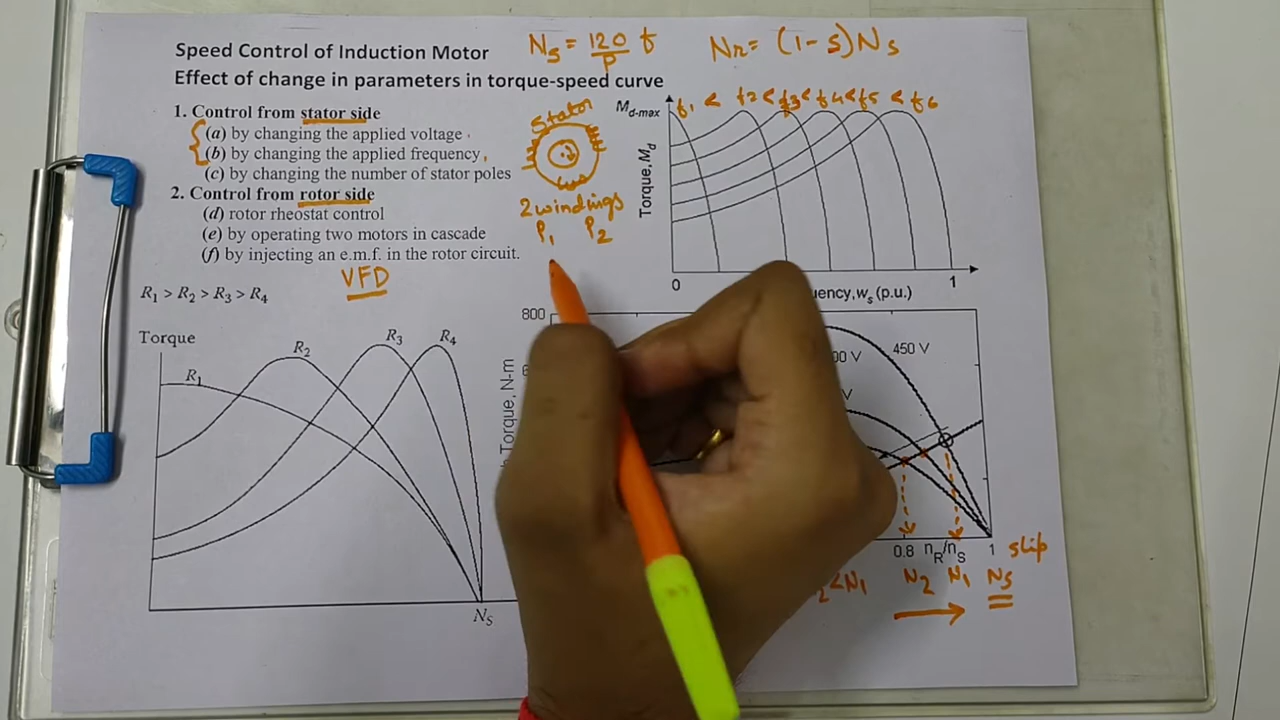 Speed Control of Induction Motor
Effect of change in parameters in torque-speed curve
Ns = 120/P f
Nr = (1-s)Ns
1. Control from stator side
(a) by changing the applied voltage
(b) by changing the applied frequency
(c) by changing the number of stator poles
2. Control from rotor side
(d) rotor rheostat control
(e) by operating two motors in cascade
(f) by injecting an e.m.f. in the rotor circuit.
VFD
Stator
2 windings
P1 P2
R1 > R2 > R3 > R4
Torque
R1
R2
R3
R4
Ns
Md-max
f1 < f2 < f3 < f4 < f5 < f6
Torque, Md
0
1
ws (p.u.)
800
Torque, N-m
450 V
0.8 nR/nS 1 slip
N2 N1 Ns